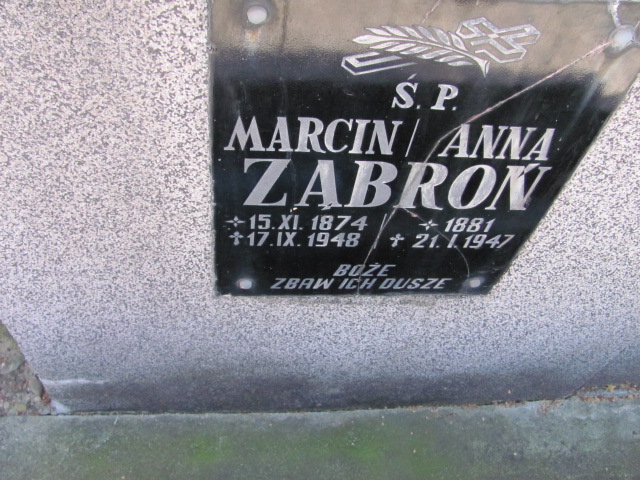 Ś. P.
MARCIN ANNA
ZĄBROŃ
15. XI. 1874 1881
17. IX. 1948 21. I. 1947
BOŻE
ZBAW ICH DUSZE